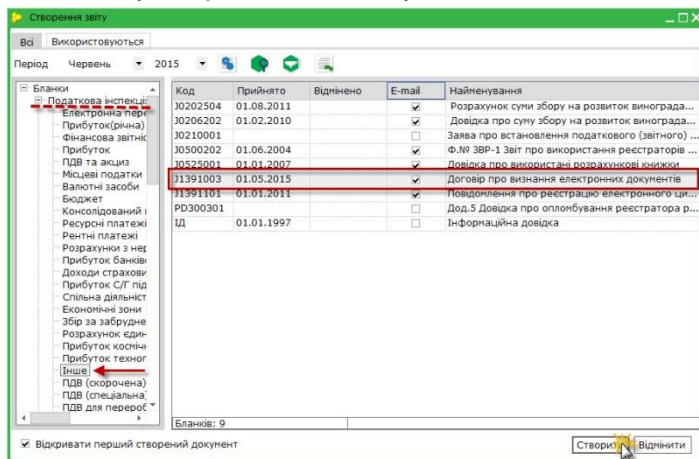 Створення звіту
Всі Використовуються
Період Червень 2015
Бланки
Податкова інспекція
Електронна пере
Прибуток(річна)
Фінансова звітніс
Прибуток
ПДВ та акциз
Місцеві податки
Валютні засоби
Бюджет
Консолідований
Ресурсні платежі
Рентні платежі
Розрахунки з нер
Прибуток банків
Доходи страхови
Прибуток С/Г під
Спільна діяльніст
Економічні зони
Збір за забрудне
Розрахунок єдин
Прибуток косміч
Прибуток техног
Інше
ПДВ (скорочена)
ПДВ (спеціальна)
ПДВ для перероб
Код Прийнято Відмінено E-mail Найменування
J0202504 01.08.2011 Розрахунок суми збору на розвиток винограда...
J0206202 01.02.2010 Довідка про суму збору на розвиток винограда...
J0210001 Заява про встановлення податкового (звітного) ...
J0500202 01.06.2004 Ф.№ ЗВР-1 Звіт про використання реєстраторів ...
J0525001 01.01.2007 Довідка про використані розрахункові книжки
J1391003 01.05.2015 Договір про визнання електронних документів
J1391101 01.01.2011 Повідомлення про реєстрацію електронного ци...
PD300301 Дод.5 Довідка про опломбування реєстратора р...
ІД 01.01.1997 Інформаційна довідка
Бланків: 9
Відкривати перший створений документ
Відмінити